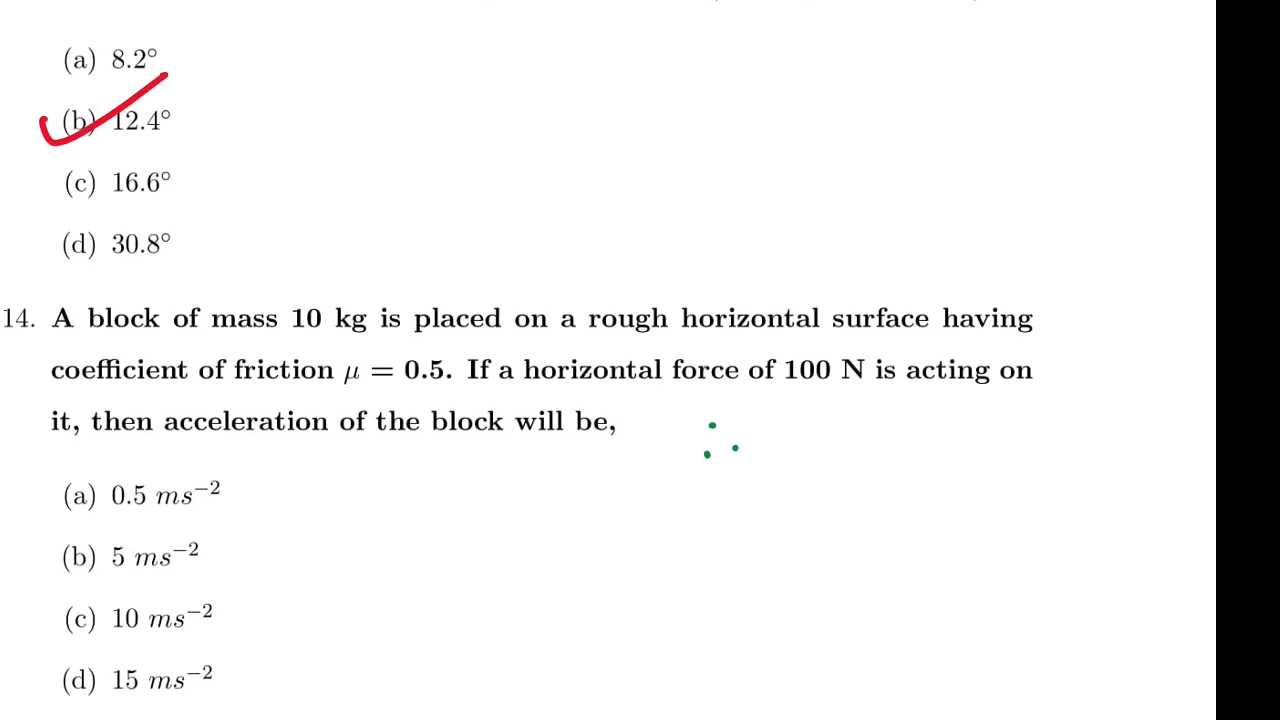 (a) 8.2°
(b) 12.4°
(c) 16.6°
(d) 30.8°
14. A block of mass 10 kg is placed on a rough horizontal surface having
coefficient of friction μ = 0.5. If a horizontal force of 100 N is acting on
it, then acceleration of the block will be,
(a) 0.5 ms⁻²
(b) 5 ms⁻²
(c) 10 ms⁻²
(d) 15 ms⁻²